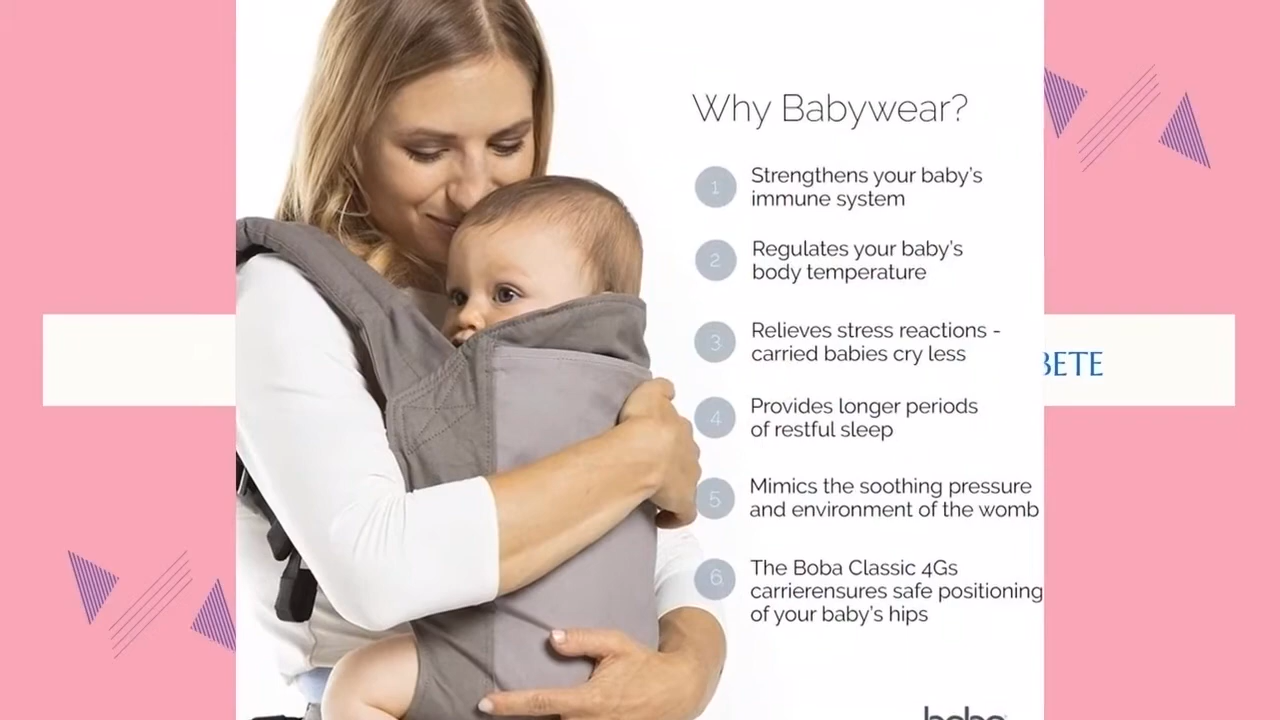 Why Babywear?
1 Strengthens your baby's
immune system
2 Regulates your baby's
body temperature
3 Relieves stress reactions -
carried babies cry less
BETE
4 Provides longer periods
of restful sleep
5 Mimics the soothing pressure
and environment of the womb
6 The Boba Classic 4Gs
carrierensures safe positioning
of your baby's hips
boba